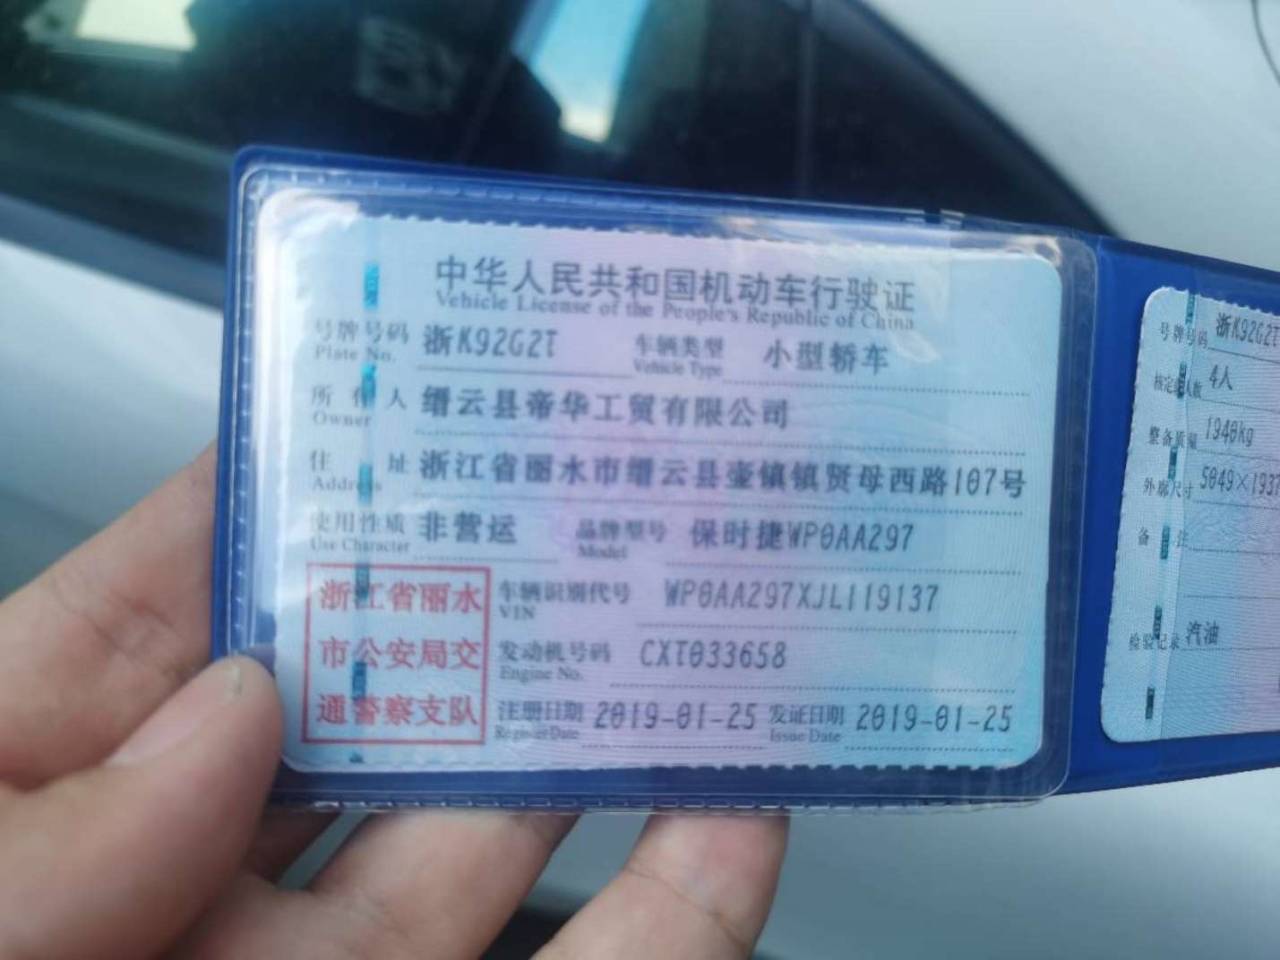 中华人民共和国机动车行驶证
Vehicle License of the People's Republic of China
号牌号码 浙K92G2T 车辆类型 小型轿车
Plate No. Vehicle Type
所有人 缙云县帝华工贸有限公司
Owner
住址 浙江省丽水市缙云县壶镇镇贤母西路107号
Address
使用性质 非营运 品牌型号 保时捷WP0AA297
Use Character Model
浙江省丽水
市公安局交
通警察支队
车辆识别代号 WP0AA297XJL119137
VIN
发动机号码 CXT033658
Engine No.
注册日期 2019-01-25 发证日期 2019-01-25
Register Date Issue Date
号牌号码 浙K92G2T
核定载人数 4人
整备质量 1940kg
外廓尺寸 5049×1937
备注
检验记录 汽油